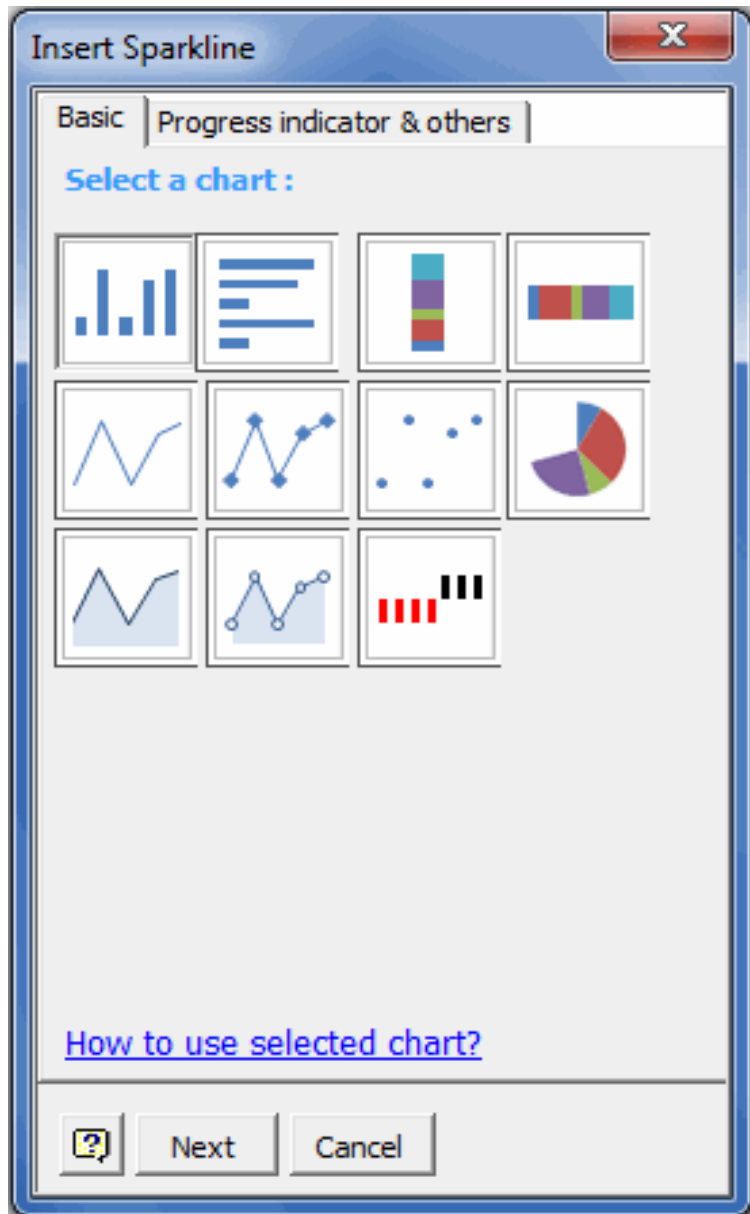 Insert Sparkline
Basic Progress indicator & others
Select a chart :
How to use selected chart?
? Next Cancel